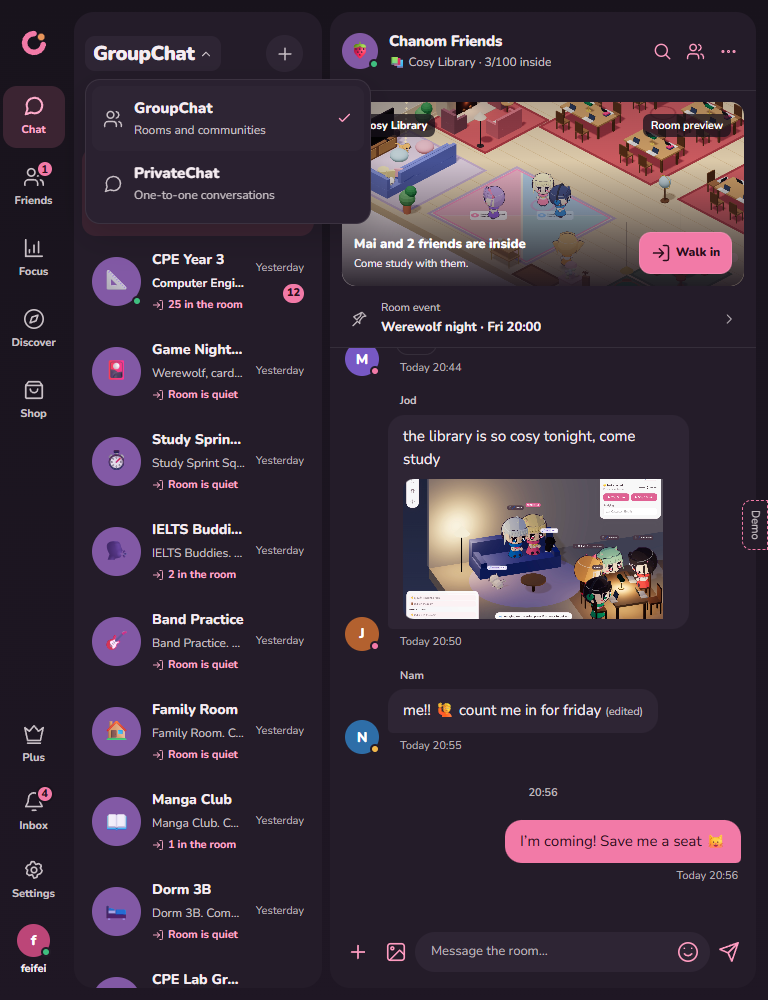 Chat
Friends
1
Focus
Discover
Shop
Plus
Inbox
4
Settings
f
feifei
GroupChat
GroupChat
Rooms and communities
PrivateChat
One-to-one conversations
CPE Year 3
Yesterday
Computer Engi...
12
25 in the room
Game Night...
Yesterday
Werewolf, card...
Room is quiet
Study Sprin...
Yesterday
Study Sprint Sq...
Room is quiet
IELTS Buddi...
Yesterday
IELTS Buddies. ...
2 in the room
Band Practice
Yesterday
Band Practice. ...
Room is quiet
Family Room
Yesterday
Family Room. C...
Room is quiet
Manga Club
Yesterday
Manga Club. C...
1 in the room
Dorm 3B
Yesterday
Dorm 3B. Com...
Room is quiet
CPE Lab Gr...
Chanom Friends
Cosy Library · 3/100 inside
osy Library
Room preview
Mai and 2 friends are inside
Come study with them.
Walk in
Room event
Werewolf night · Fri 20:00
M
Today 20:44
Jod
the library is so cosy tonight, come
study
J
Today 20:50
Nam
me!! 🙋 count me in for friday (edited)
N
Today 20:55
20:56
I'm coming! Save me a seat 😸
Today 20:56
Message the room...
Demo